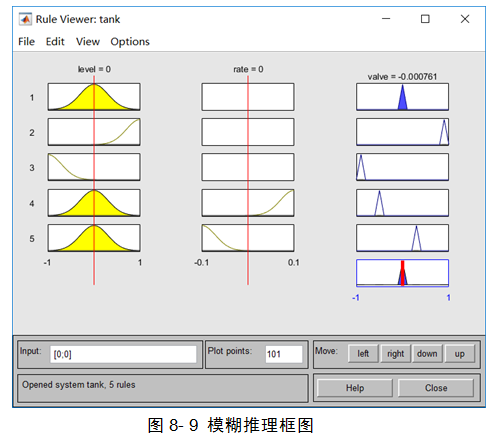 Rule Viewer: tank
File Edit View Options
level = 0
rate = 0
valve = -0.000761
1
2
3
4
5
-1 1
-0.1 0.1
-1 1
Input: [0;0]
Plot points: 101
Move: left right down up
Opened system tank, 5 rules
Help Close
图 8- 9 模糊推理框图